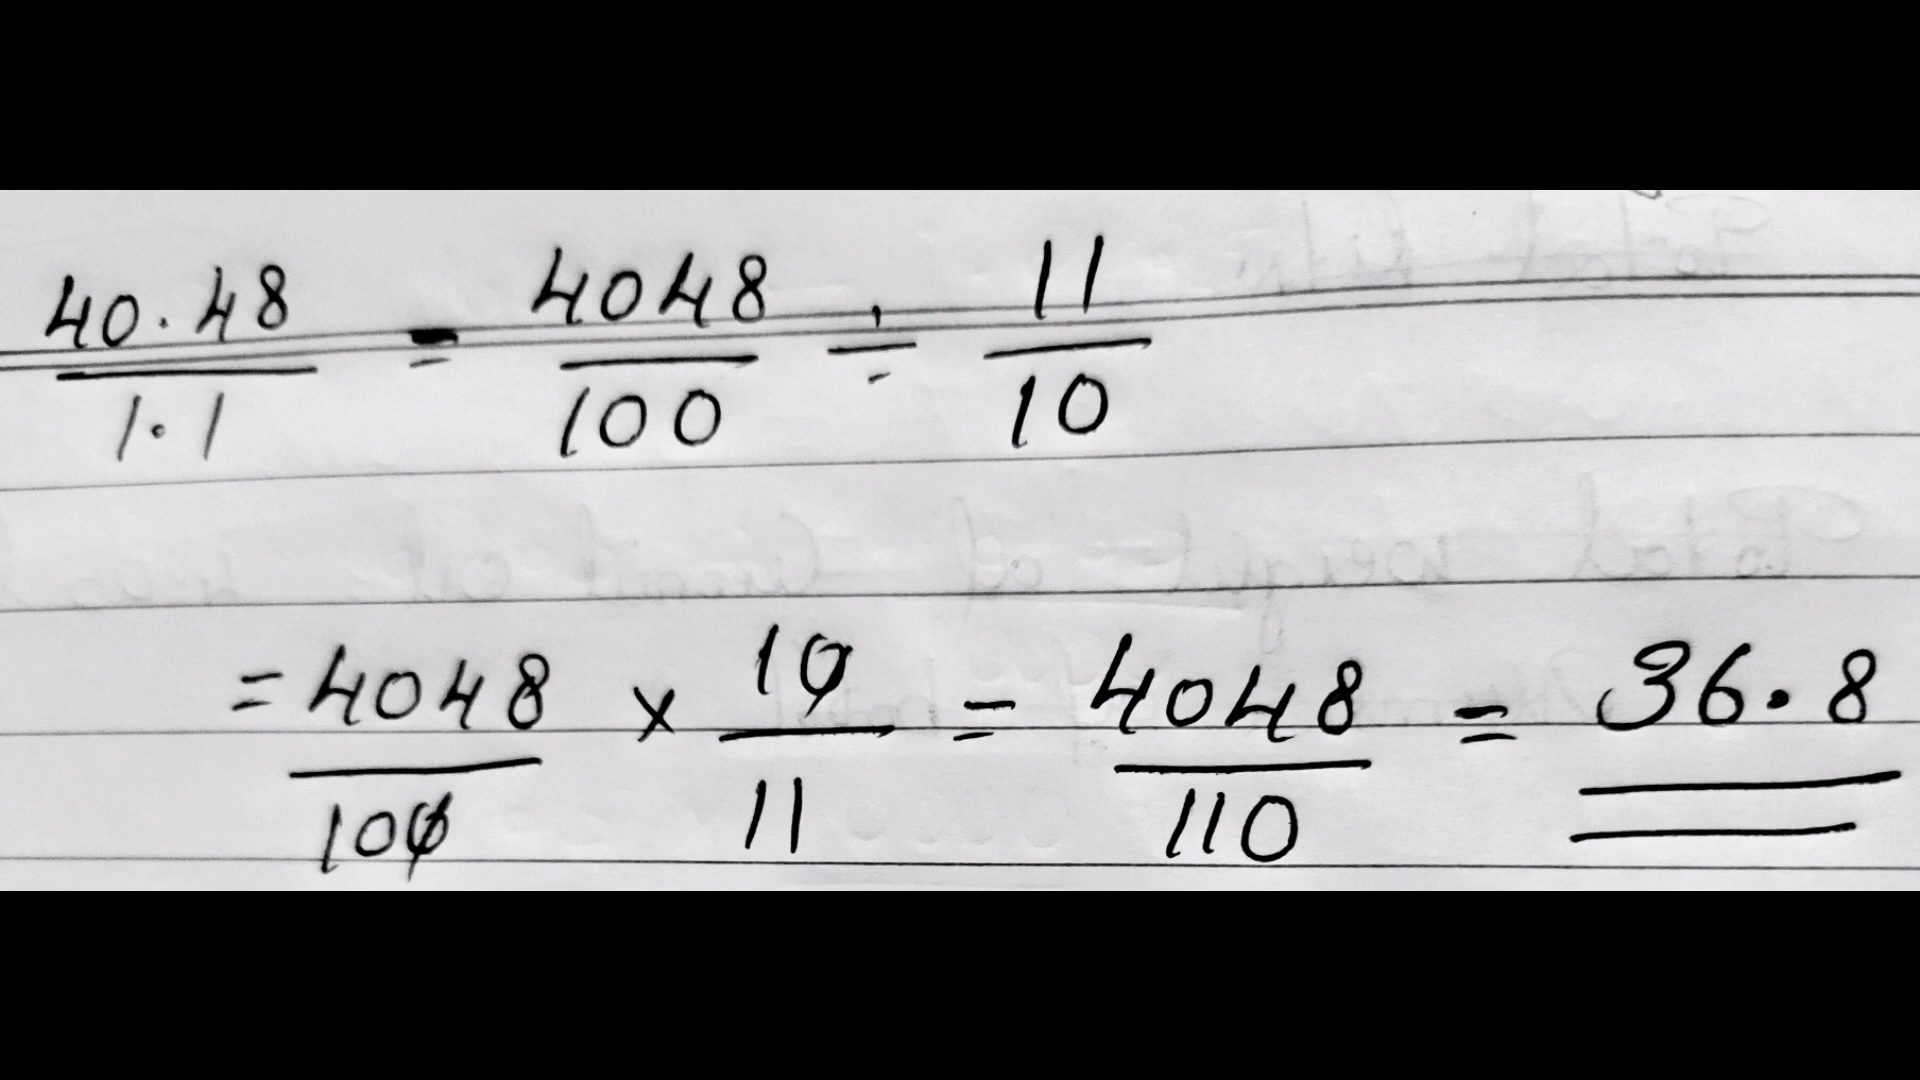 40.48/1.1 = 4048/100 ÷ 11/10
= 4048/100 × 10/11 = 4048/110 = 36.8